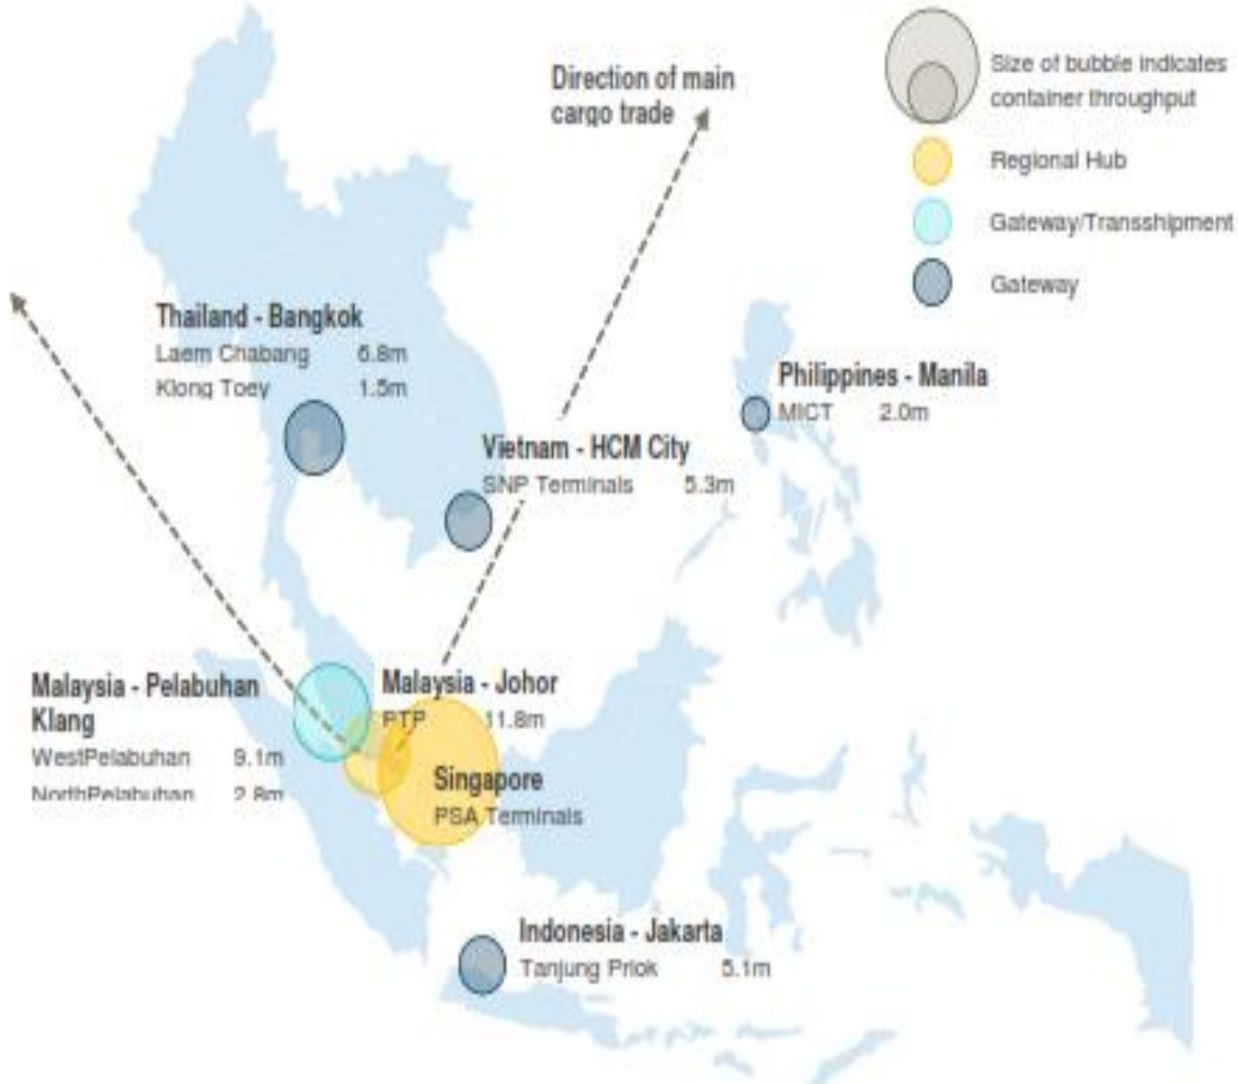 Direction of main
cargo trade
Size of bubble indicates
container throughput
Regional Hub
Gateway/Transshipment
Gateway
Thailand - Bangkok
Laem Chabang 6.8m
Klong Toey 1.5m
Philippines - Manila
MICT 2.0m
Vietnam - HCM City
SNP Terminals 5.3m
Malaysia - Pelabuhan
Klang
WestPelabuhan 9.1m
NorthPelabuhan 2.8m
Malaysia - Johor
PTP 11.8m
Singapore
PSA Terminals
Indonesia - Jakarta
Tanjung Priok 5.1m